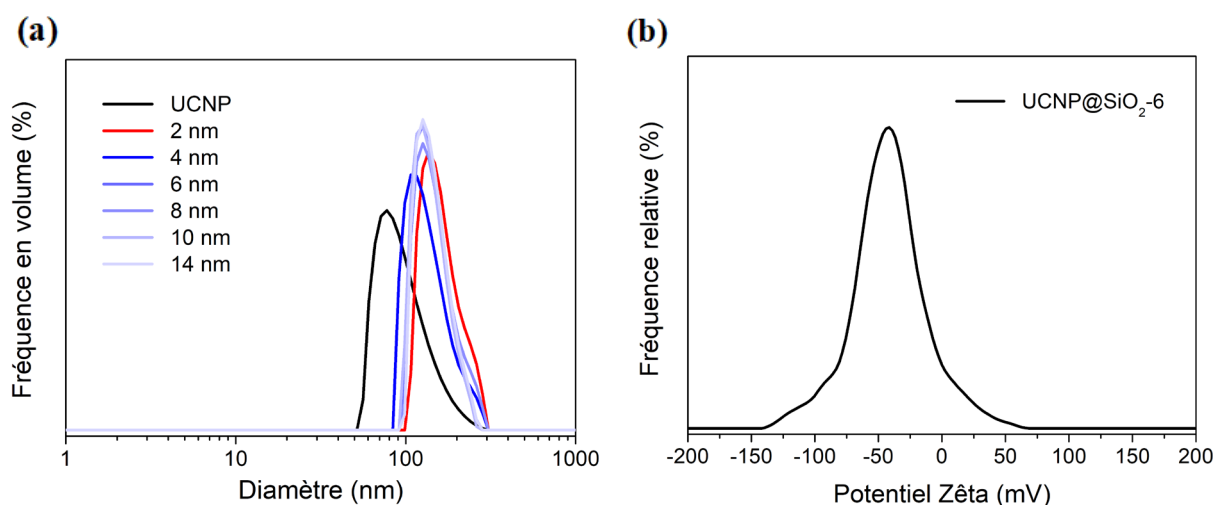 (a)
Fréquence en volume (%)
UCNP
2 nm
4 nm
6 nm
8 nm
10 nm
14 nm
1 10 100 1000
Diamètre (nm)
(b)
Fréquence relative (%)
UCNP@SiO₂-6
-200 -150 -100 -50 0 50 100 150 200
Potentiel Zêta (mV)